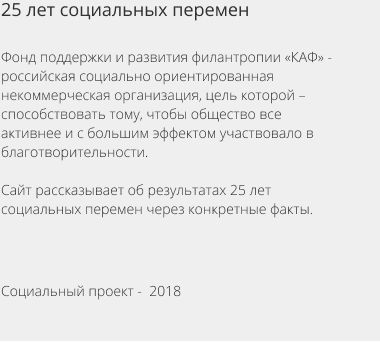 25 лет социальных перемен
Фонд поддержки и развития филантропии «КАФ» -
российская социально ориентированная
некоммерческая организация, цель которой –
способствовать тому, чтобы общество все
активнее и с большим эффектом участвовало в
благотворительности.
Сайт рассказывает об результатах 25 лет
социальных перемен через конкретные факты.
Социальный проект - 2018